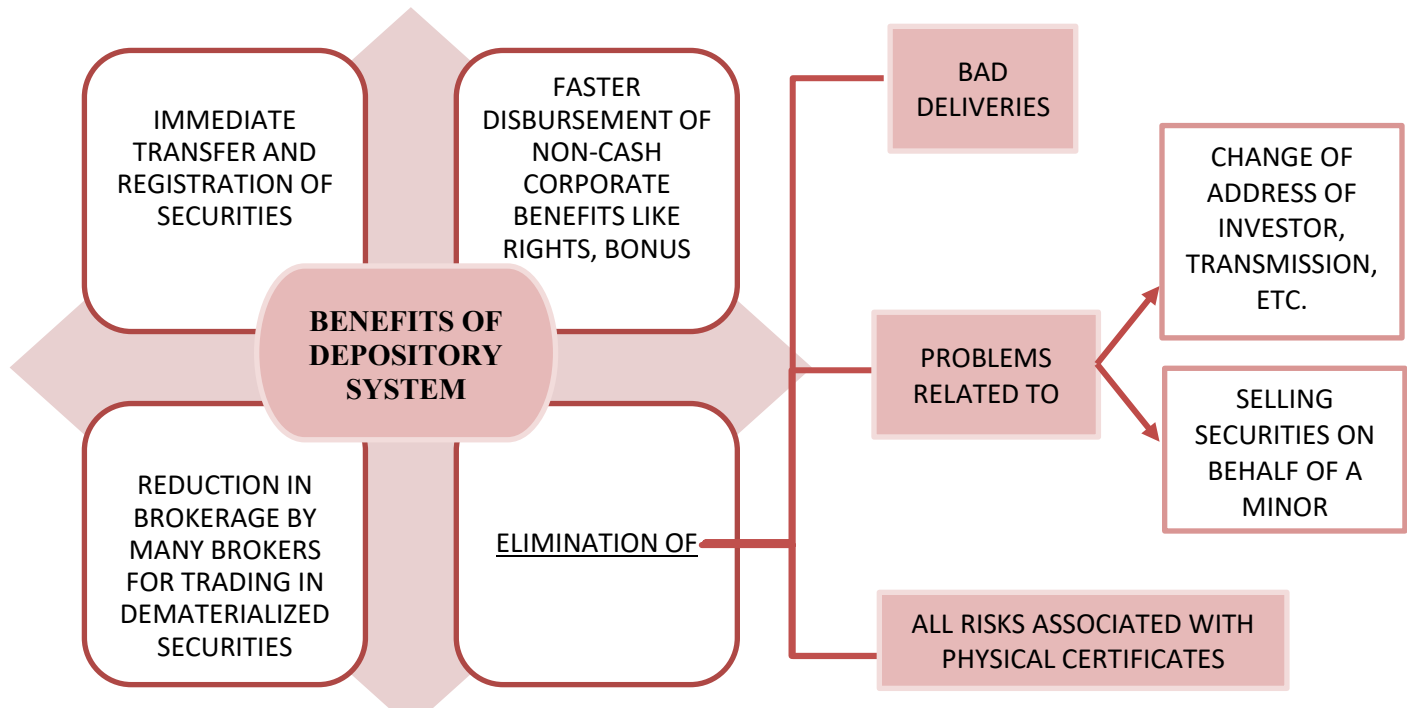 IMMEDIATE
TRANSFER AND
REGISTRATION OF
SECURITIES
FASTER
DISBURSEMENT OF
NON-CASH
CORPORATE
BENEFITS LIKE
RIGHTS, BONUS
BENEFITS OF
DEPOSITORY
SYSTEM
REDUCTION IN
BROKERAGE BY
MANY BROKERS
FOR TRADING IN
DEMATERIALIZED
SECURITIES
ELIMINATION OF
BAD
DELIVERIES
PROBLEMS
RELATED TO
CHANGE OF
ADDRESS OF
INVESTOR,
TRANSMISSION,
ETC.
SELLING
SECURITIES ON
BEHALF OF A
MINOR
ALL RISKS ASSOCIATED WITH
PHYSICAL CERTIFICATES